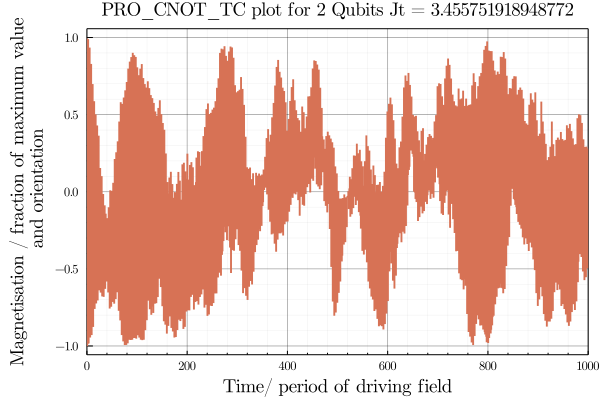 PRO_CNOT_TC plot for 2 Qubits Jt = 3.455751918948772
Magnetisation / fraction of maximum value
and orientation
1.0
0.5
0.0
−0.5
−1.0
0 200 400 600 800 1000
Time/ period of driving field